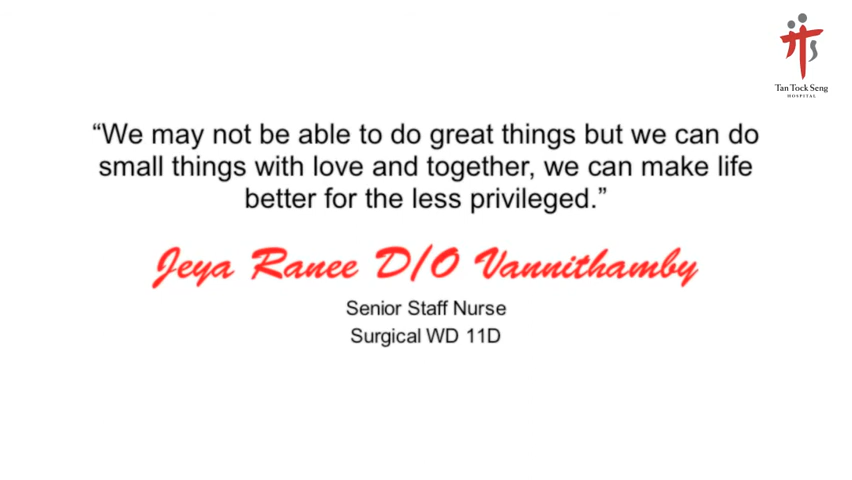 Tan Tock Seng
HOSPITAL
“We may not be able to do great things but we can do
small things with love and together, we can make life
better for the less privileged.”
Jeya Ranee D/O Vannithamby
Senior Staff Nurse
Surgical WD 11D